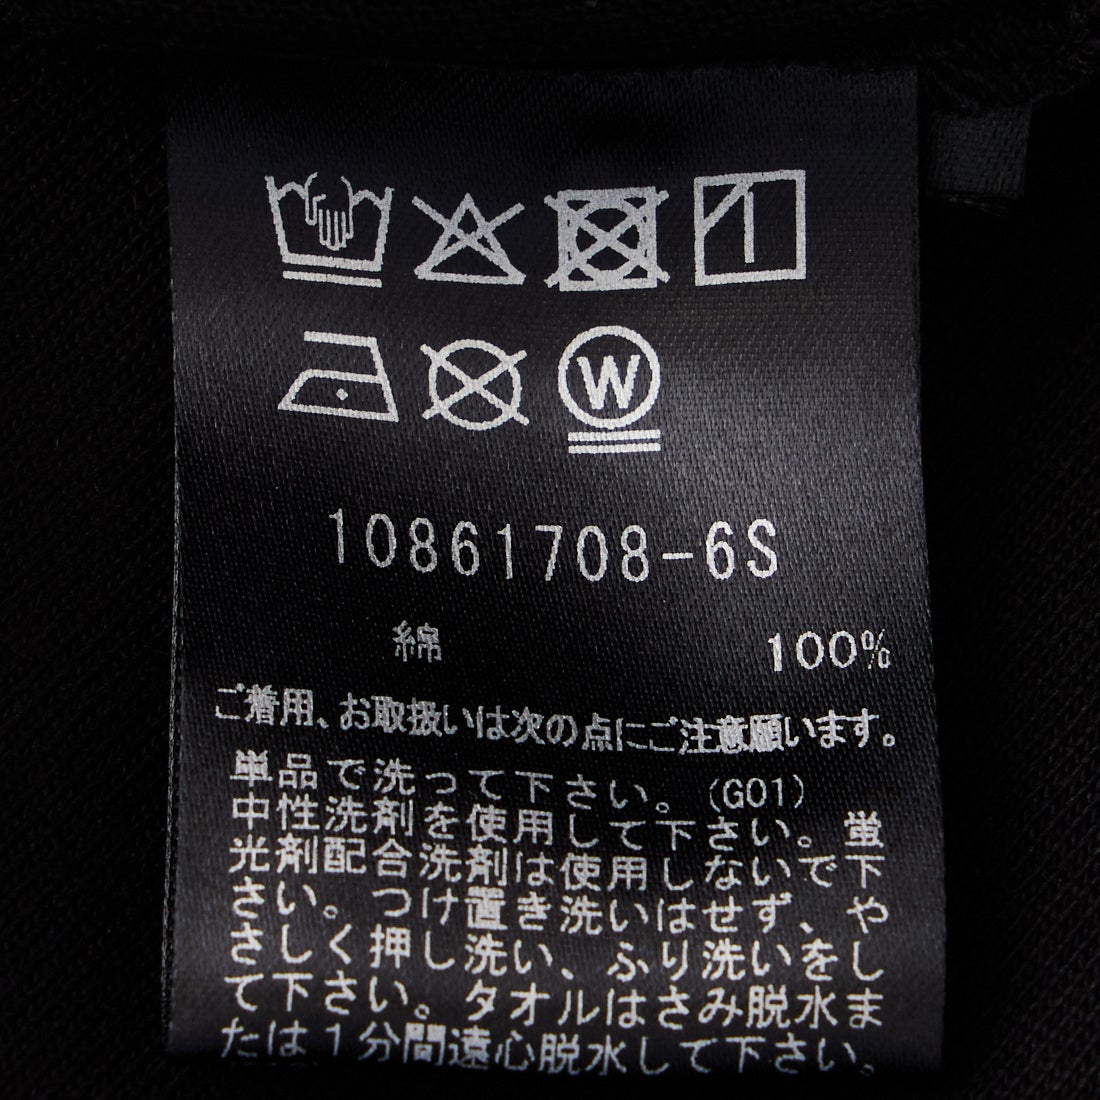 W
10861708-6S
綿 100%
ご着用、お取扱いは次の点にご注意願います。
単品で洗って下さい。(G01)
中性洗剤を使用して下さい。蛍
光剤配合洗剤は使用しないで下
さい。つけ置き洗いはせず、や
さしく押し洗い、ふり洗いをし
て下さい。タオルはさみ脱水ま
たは1分間遠心脱水して下さい。